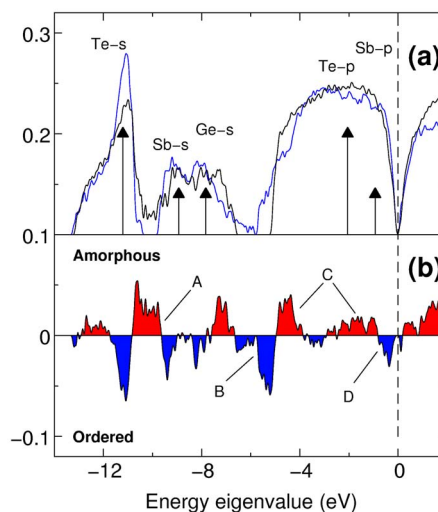 0.3
Te-s
Sb-p
(a)
Te-p
0.2
Sb-s
Ge-s
0.1
Amorphous
(b)
A
C
0
B
D
-0.1
Ordered
-12
-8
-4
0
Energy eigenvalue (eV)